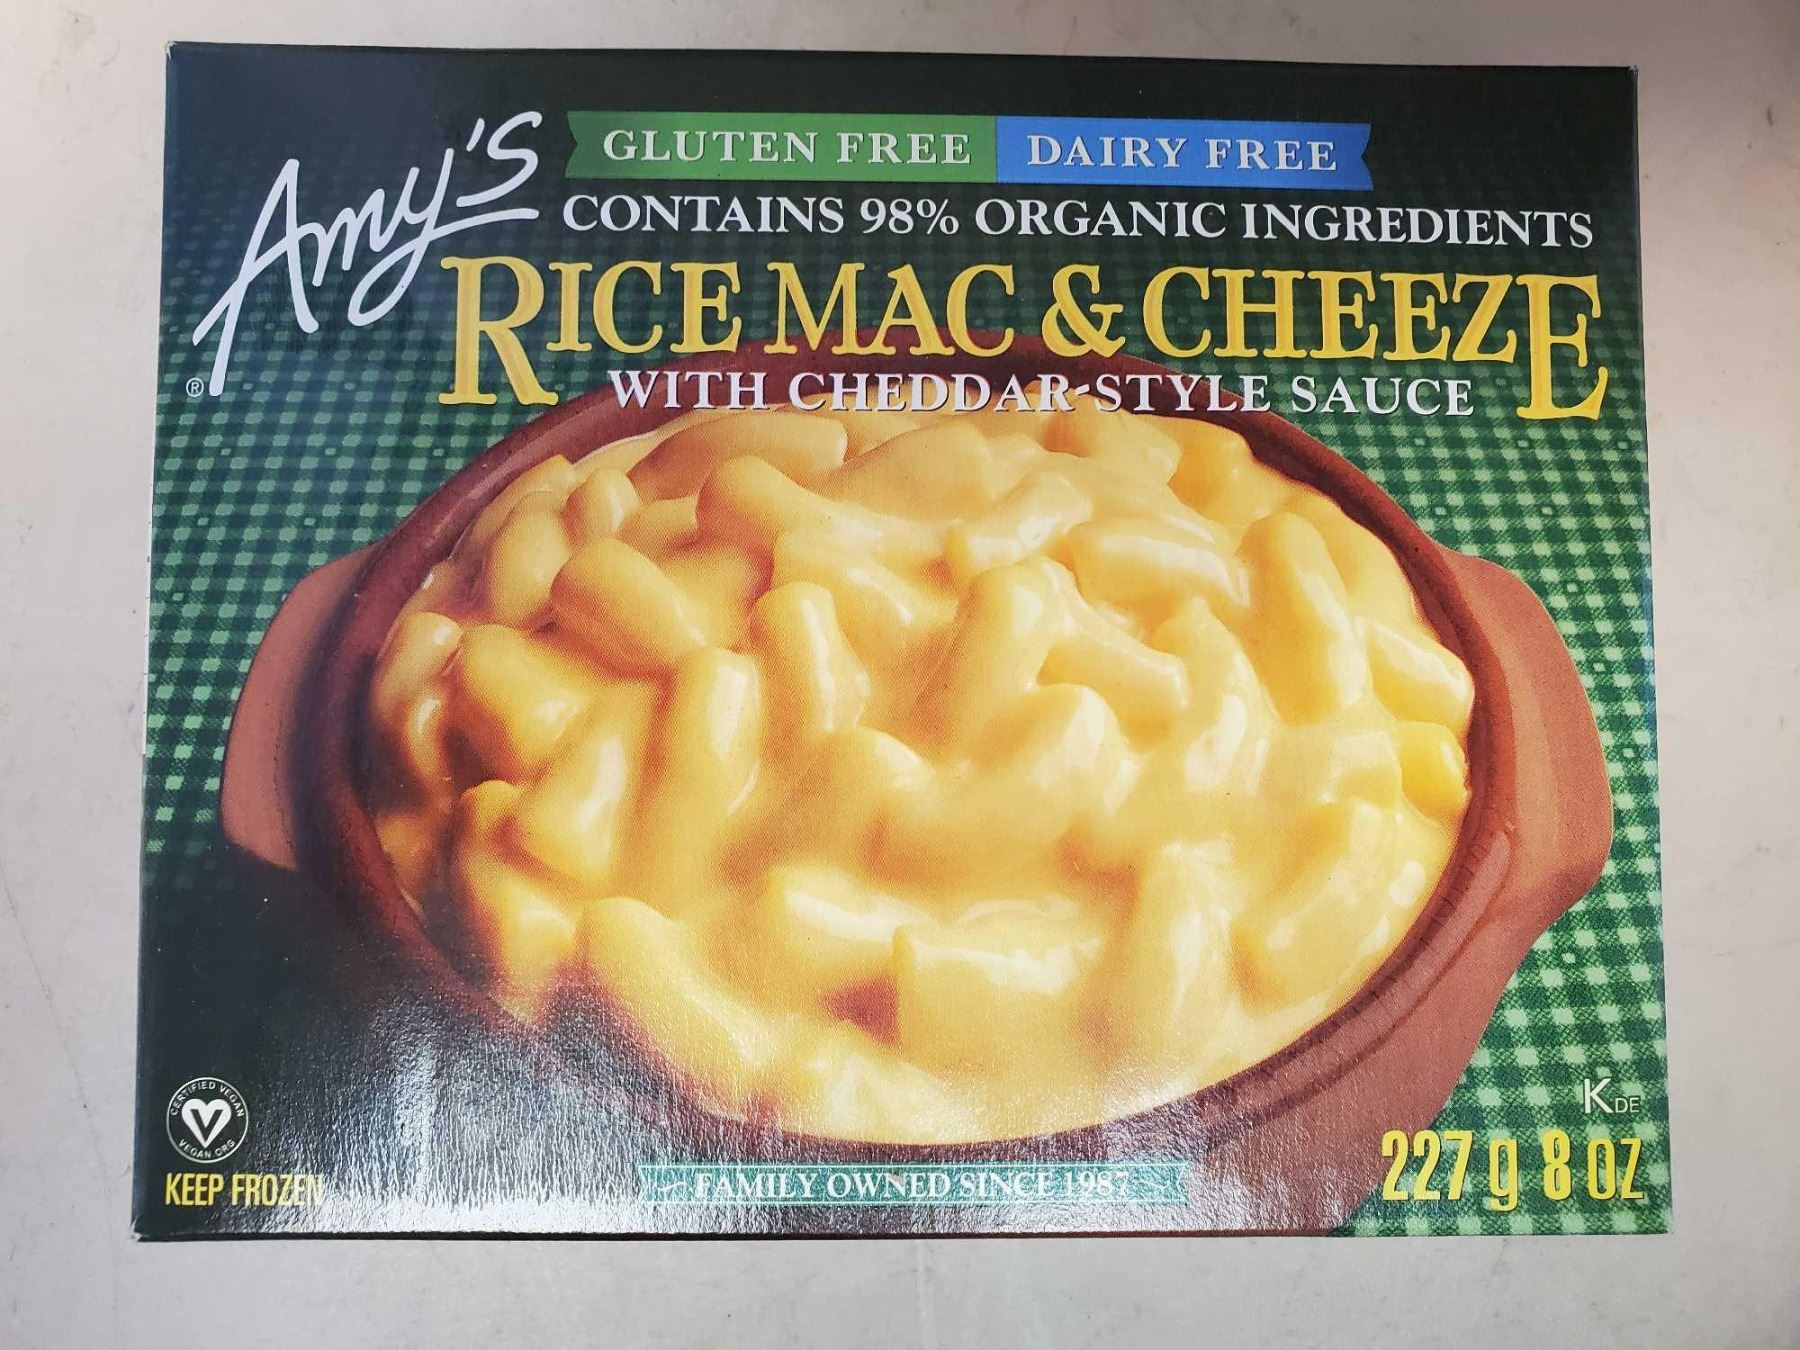 Amy's
®
GLUTEN FREE DAIRY FREE
CONTAINS 98% ORGANIC INGREDIENTS
RICE MAC & CHEEZE
WITH CHEDDAR-STYLE SAUCE
CERTIFIED VEGAN
V
VEGAN.ORG
KEEP FROZEN
FAMILY OWNED SINCE 1987
K DE
227 g 8 OZ